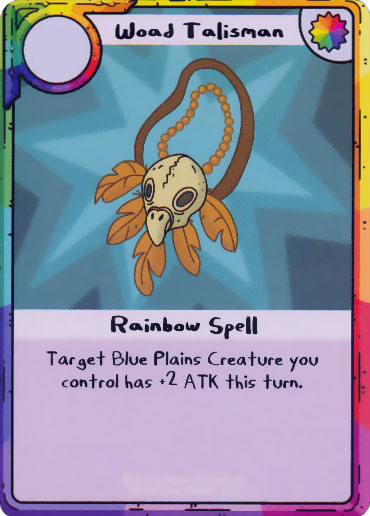 Woad Talisman
Rainbow Spell
Target Blue Plains Creature you
control has +2 ATK this turn.